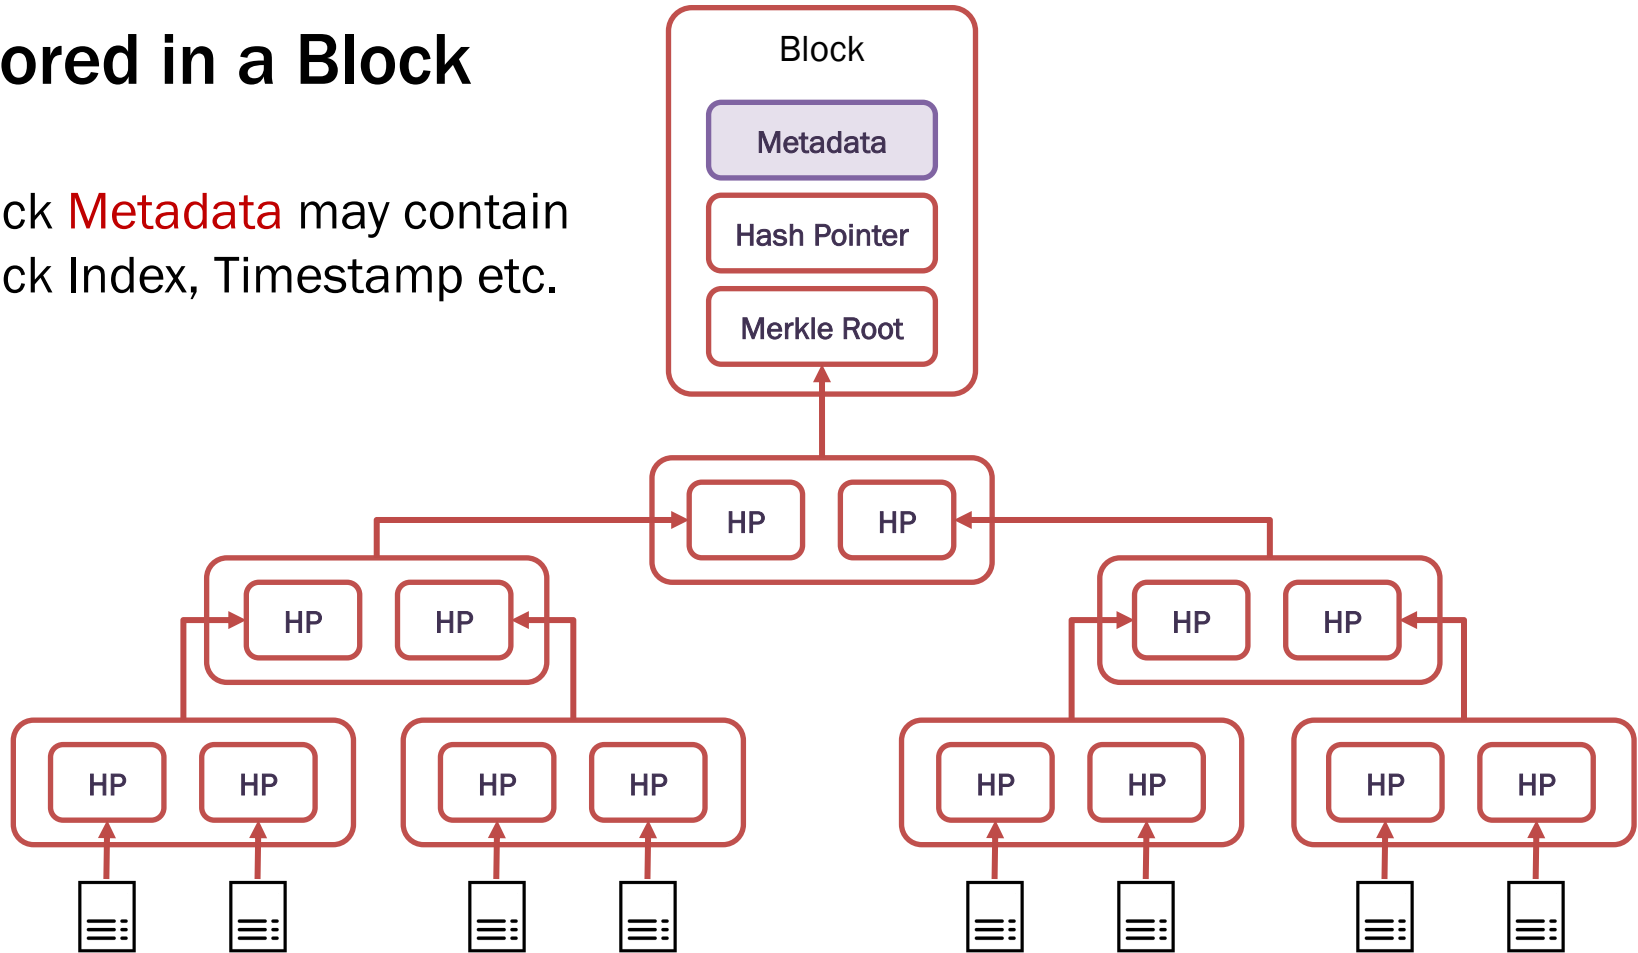 ored in a Block
ck Metadata may contain
ck Index, Timestamp etc.
Block
Metadata
Hash Pointer
Merkle Root
HP HP
HP HP HP HP
HP HP HP HP HP HP HP HP